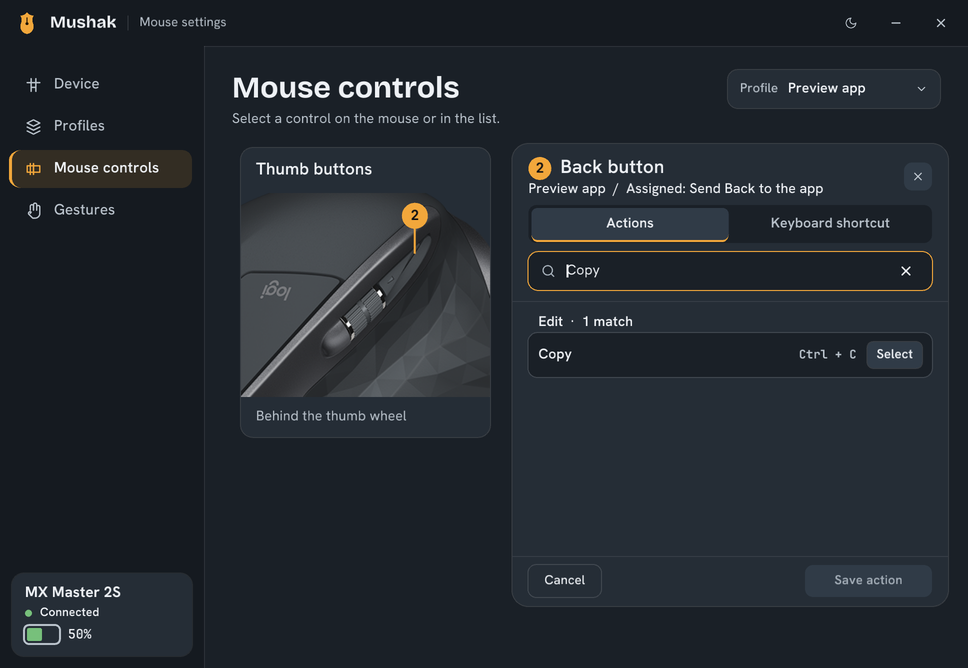 Mushak | Mouse settings
Device
Profiles
Mouse controls
Gestures
MX Master 2S
Connected
50%
Mouse controls
Select a control on the mouse or in the list.
Profile Preview app
Thumb buttons
2
logi
Behind the thumb wheel
2 Back button
Preview app / Assigned: Send Back to the app
Actions Keyboard shortcut
Copy
Edit · 1 match
Copy Ctrl + C Select
Cancel Save action